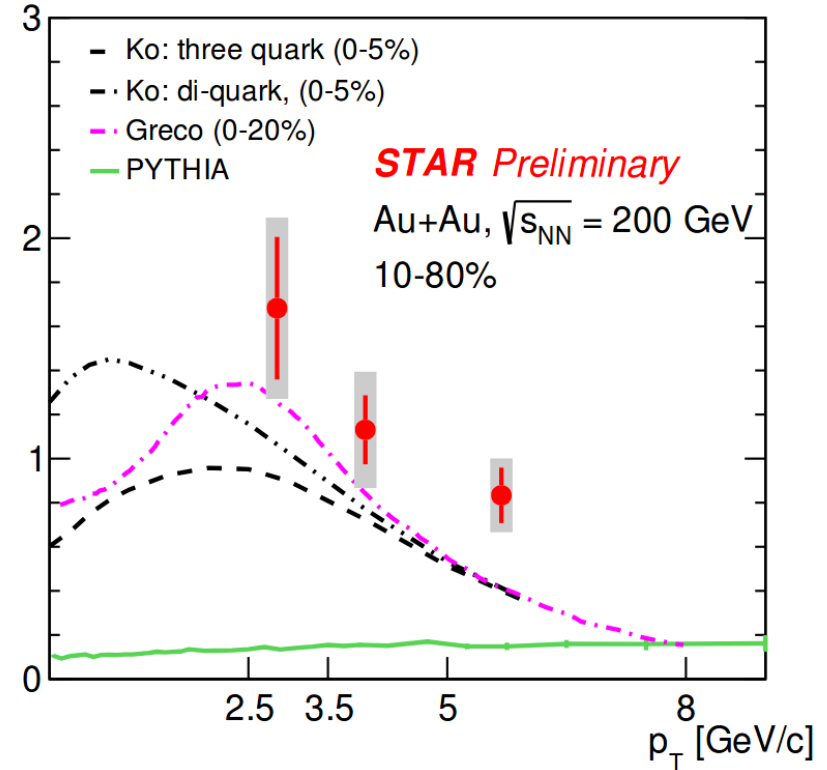 3
Ko: three quark (0-5%)
Ko: di-quark, (0-5%)
Greco (0-20%)
PYTHIA
STAR Preliminary
Au+Au, √sNN = 200 GeV
10-80%
2
1
0
2.5 3.5 5 8
pT [GeV/c]